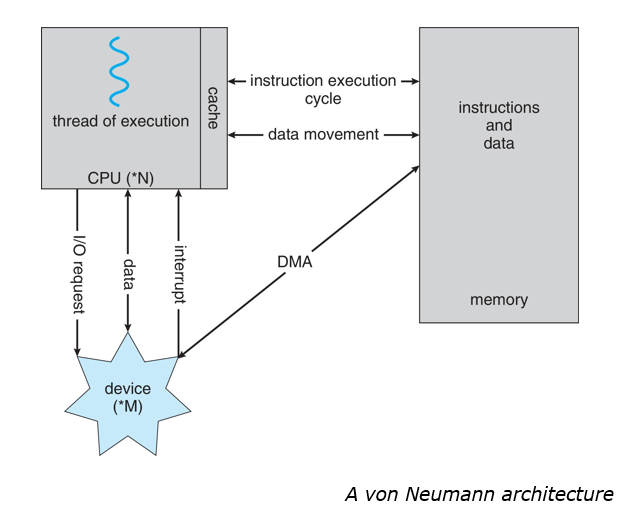 thread of execution
cache
CPU (*N)
instruction execution
cycle
data movement
instructions
and
data
memory
I/O request
data
interrupt
DMA
device
(*M)
A von Neumann architecture